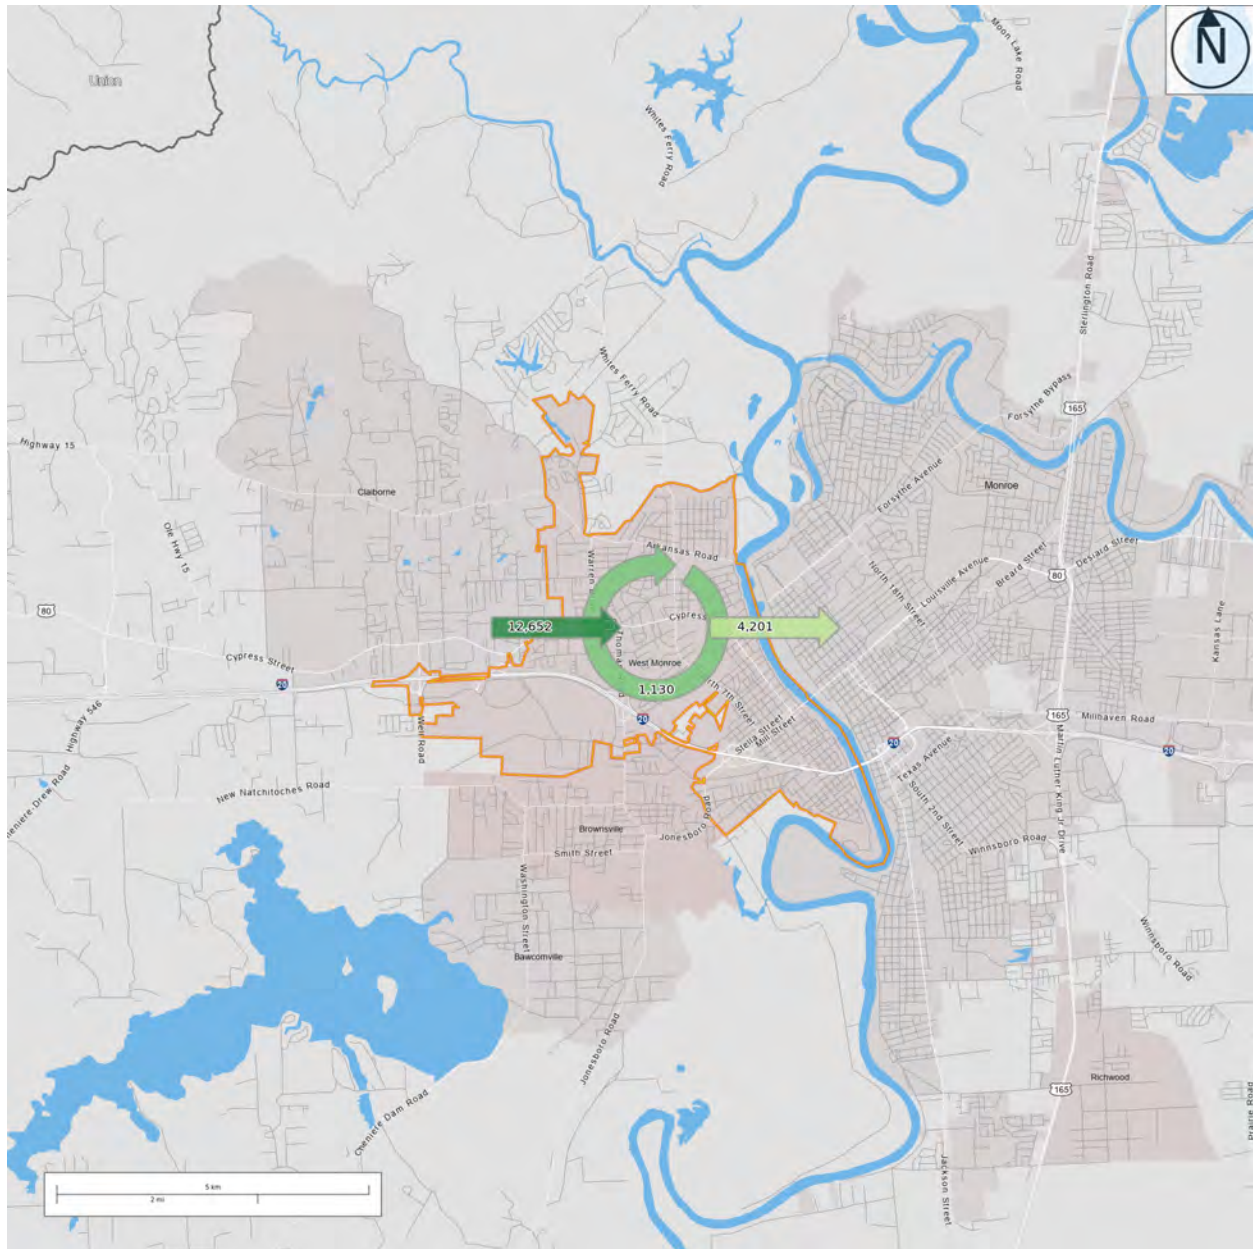 N
Union
Moon Lake Road
Whites Ferry Road
Sterlington Road
Whites Ferry Road
Forsythe Bypass
165
Highway 15
Claiborne
Forsythe Avenue
Monroe
Ole Hwy 15
Arkansas Road
Warren
Desiard Street
Breard Street
Louisville Avenue
North 18th Street
80
80
Kansas Lane
Cypress
12,652
4,201
West Monroe
1,130
Cypress Street
20
Highway 546
Weir Road
20
Stella Street
Mill Street
165
Millhaven Road
20
20
Texas Avenue
Martin Luther King Jr Drive
South 2nd Street
New Natchitoches Road
Brownsville
Jonesboro
Smith Street
Winnsboro Road
Washington Street
Bawcomville
Winnsboro Road
Jonesboro Road
Richwood
165
Cheniere Dam Road
Prairie Road
Jackson Street
5 km
2 mi